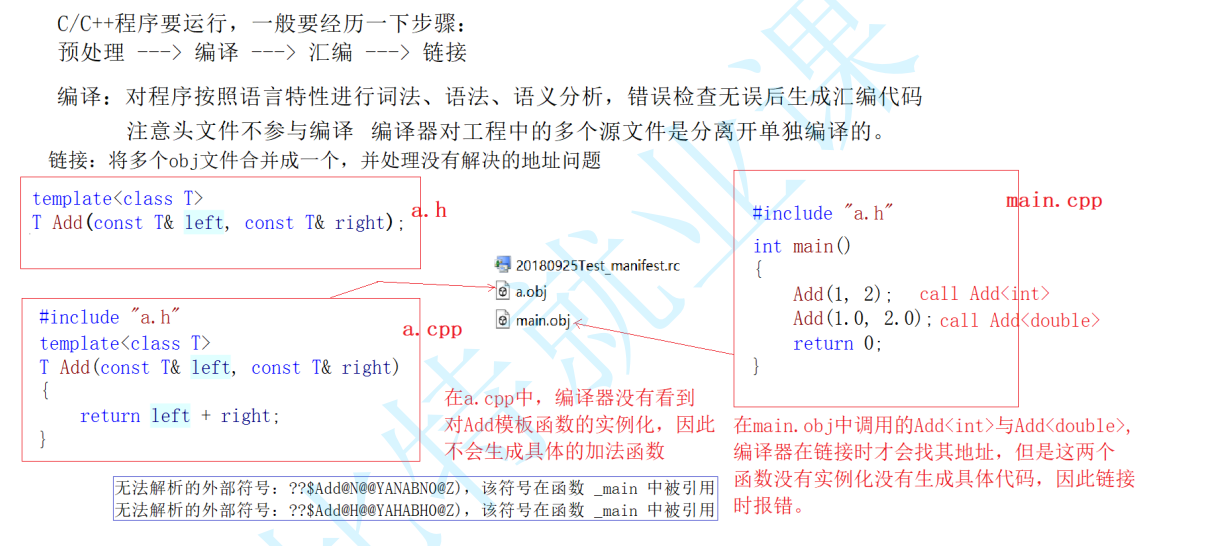 C/C++程序要运行，一般要经历一下步骤：
预处理 ---> 编译 ---> 汇编 ---> 链接
编译：对程序按照语言特性进行词法、语法、语义分析，错误检查无误后生成汇编代码
注意头文件不参与编译 编译器对工程中的多个源文件是分离开单独编译的。
链接：将多个obj文件合并成一个，并处理没有解决的地址问题
template<class T>
T Add(const T& left, const T& right);
a.h
#include "a.h"
template<class T>
T Add(const T& left, const T& right)
{
return left + right;
}
a.cpp
20180925Test_manifest.rc
a.obj
main.obj
main.cpp
#include "a.h"
int main()
{
Add(1, 2); call Add<int>
Add(1.0, 2.0); call Add<double>
return 0;
}
在a.cpp中，编译器没有看到
对Add模板函数的实例化，因此
不会生成具体的加法函数
在main.obj中调用的Add<int>与Add<double>,
编译器在链接时才会找其地址，但是这两个
函数没有实例化没有生成具体代码，因此链接
时报错。
无法解析的外部符号：??$Add@N@@YANABNO@Z)，该符号在函数 _main 中被引用
无法解析的外部符号：??$Add@H@@YAHABHO@Z)，该符号在函数 _main 中被引用
特就业课